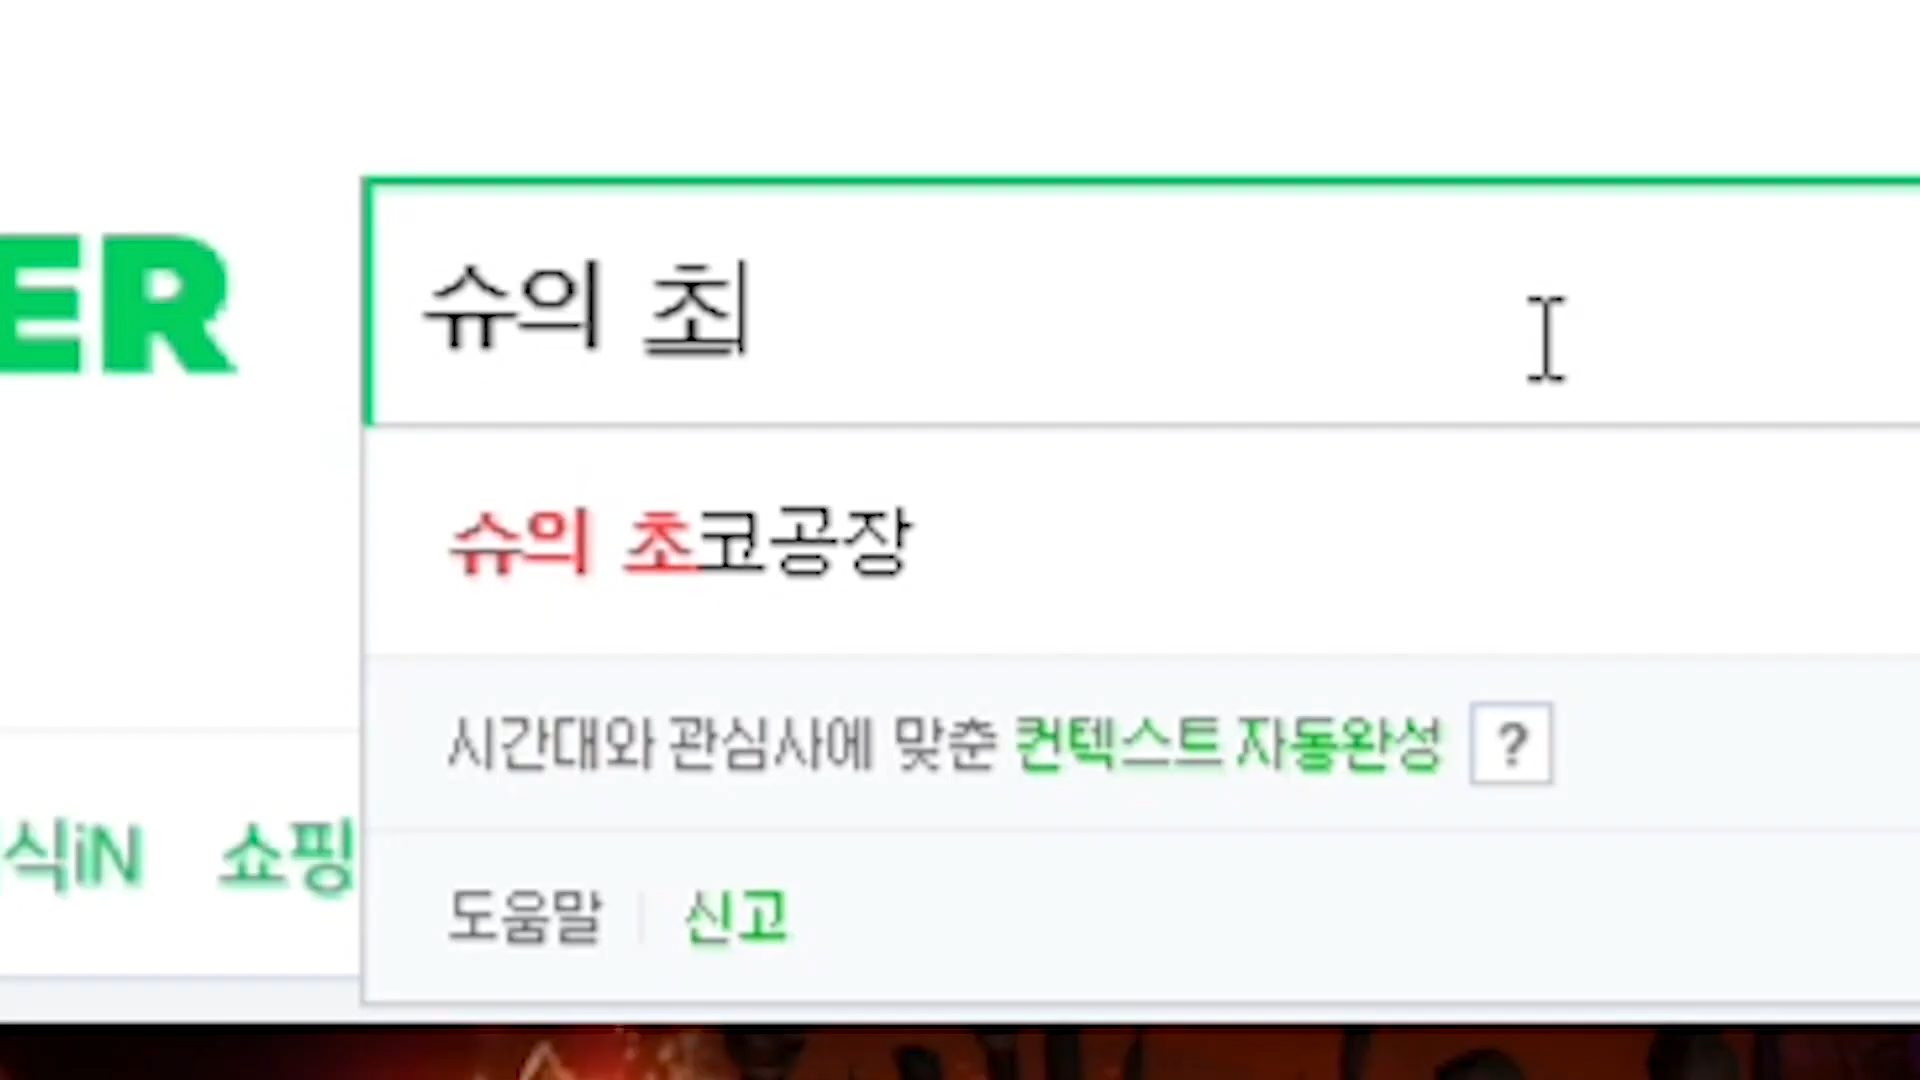 ER
슈의 초
슈의 초코공장
시간대와 관심사에 맞춘 컨텍스트 자동완성 ?
식iN 쇼핑
도움말 신고